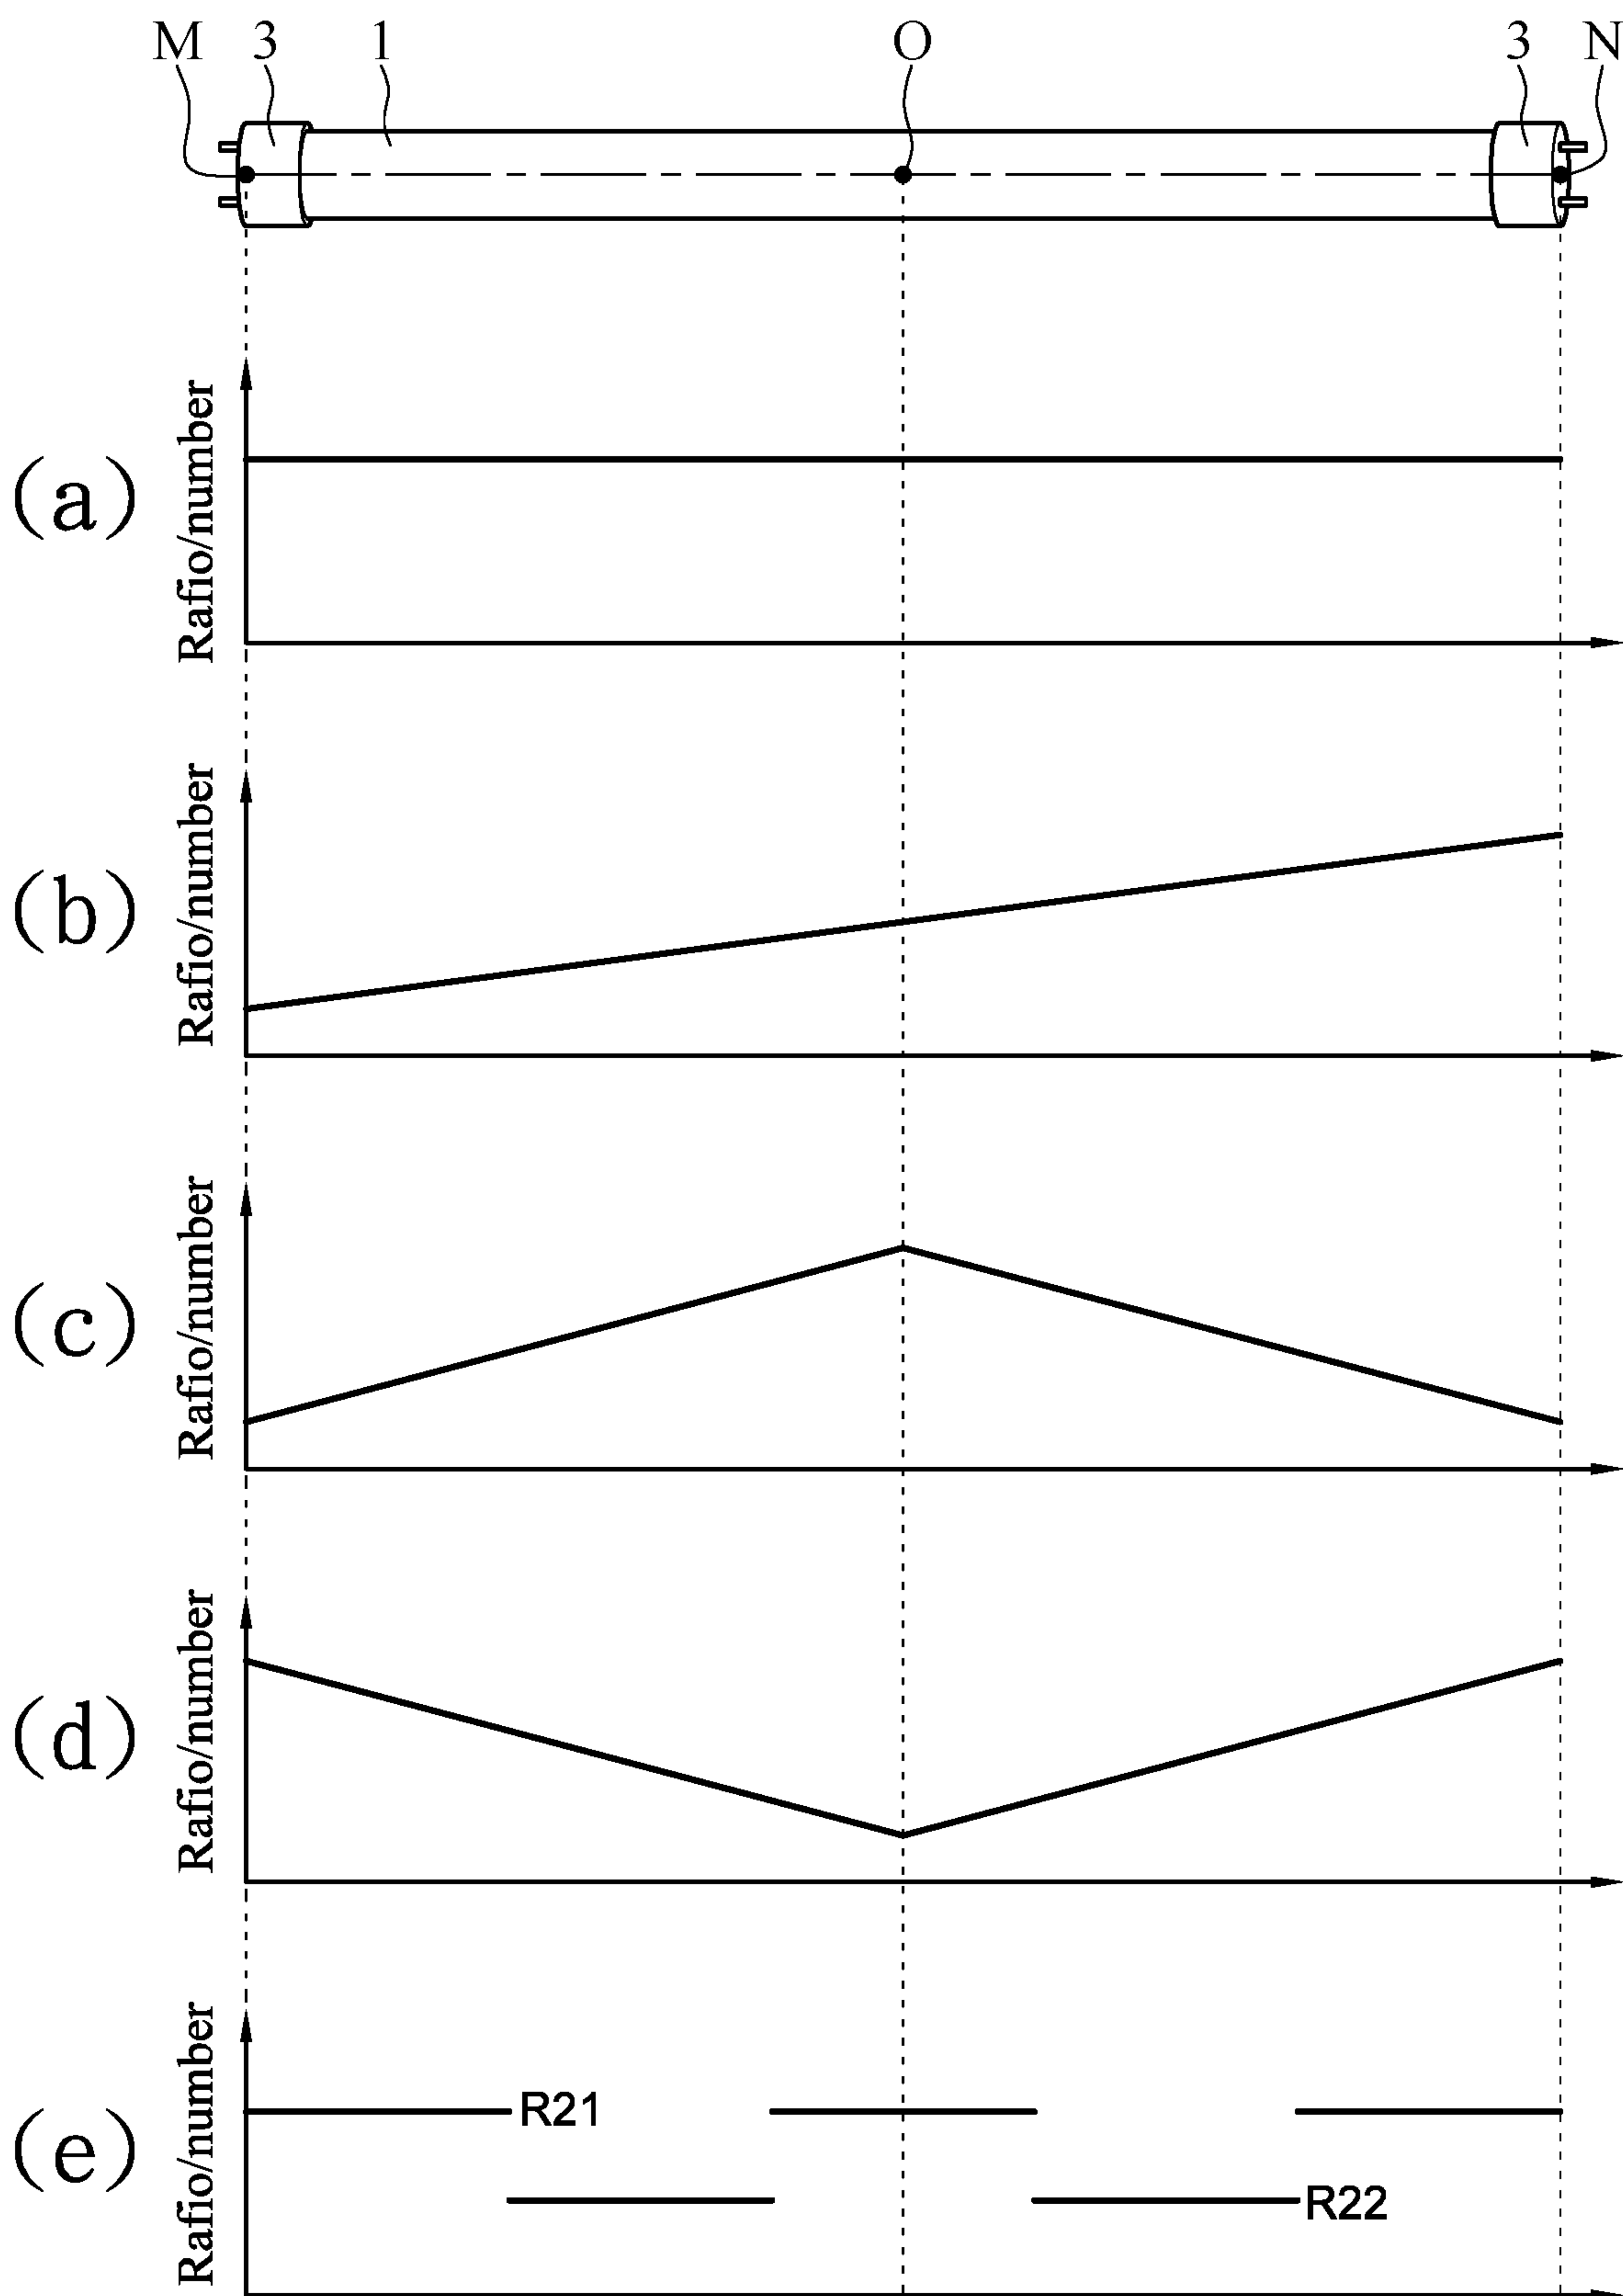 M 3 1 O 3 N
(a) Rafio/number
(b) Rafio/number
(c) Rafio/number
(d) Rafio/number
(e) Rafio/number
R21
R22